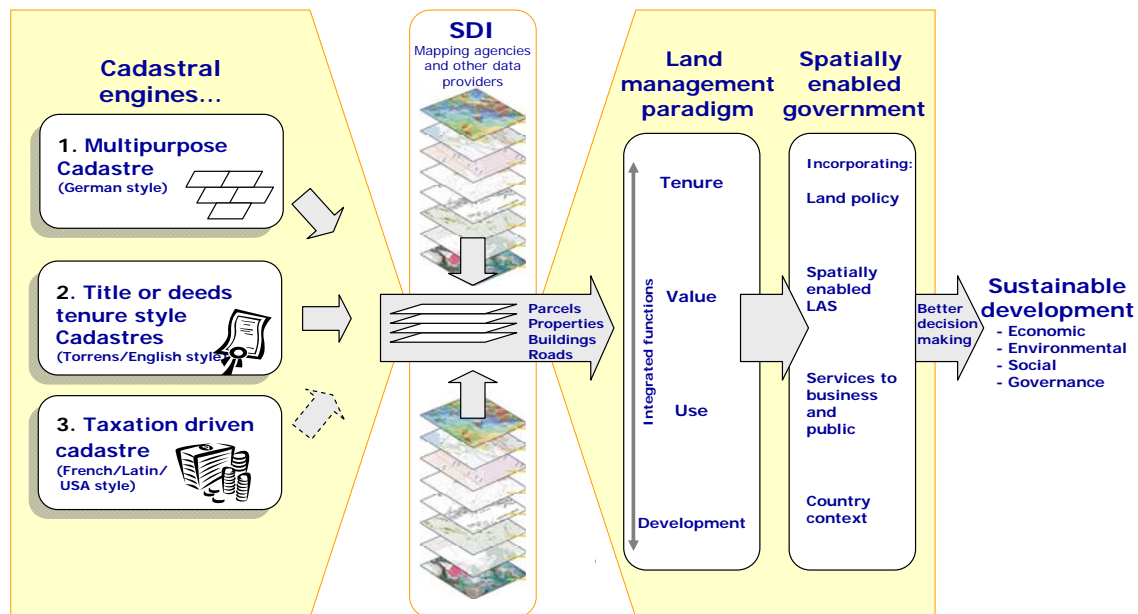 Cadastral
engines...
1. Multipurpose
Cadastre
(German style)
2. Title or deeds
tenure style
Cadastres
(Torrens/English style)
3. Taxation driven
cadastre
(French/Latin/
USA style)
SDI
Mapping agencies
and other data
providers
Parcels
Properties
Buildings
Roads
Land
management
paradigm
Integrated functions
Tenure
Value
Use
Development
Spatially
enabled
government
Incorporating:
Land policy
Spatially
enabled
LAS
Services to
business
and
public
Country
context
Better
decision
making
Sustainable
development
- Economic
- Environmental
- Social
- Governance